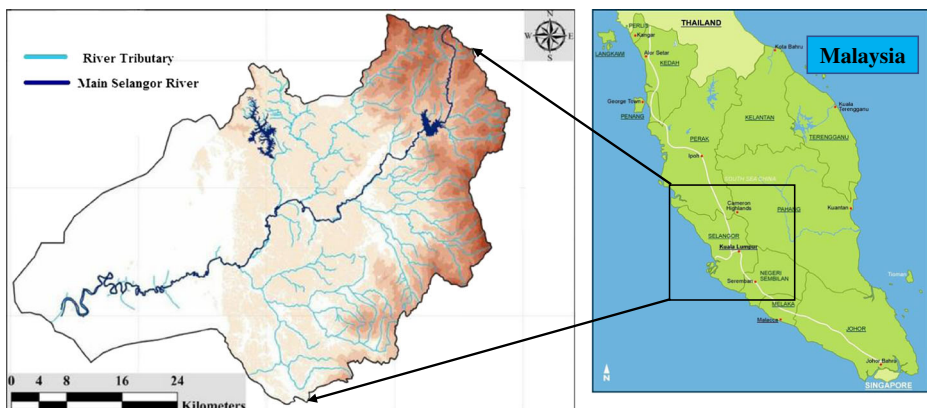 N
W E
S
River Tributary
Main Selangor River
0 4 8 16 24
Kilometers
THAILAND
Malaysia
PERLIS
Kangar
LANGKAWI
Alor Setar
KEDAH
Kota Bahru
George Town
PENANG
Kuala
Terengganu
KELANTAN
TERENGGANU
PERAK
Ipoh
SOUTH SEA CHINA
Cameron
Highlands
PAHANG
Kuantan
SELANGOR
Kuala Lumpur
NEGERI
SEMBILAN
Seremban
Tioman
MELAKA
Malacca
JOHOR
Johor Bahru
SINGAPORE
N